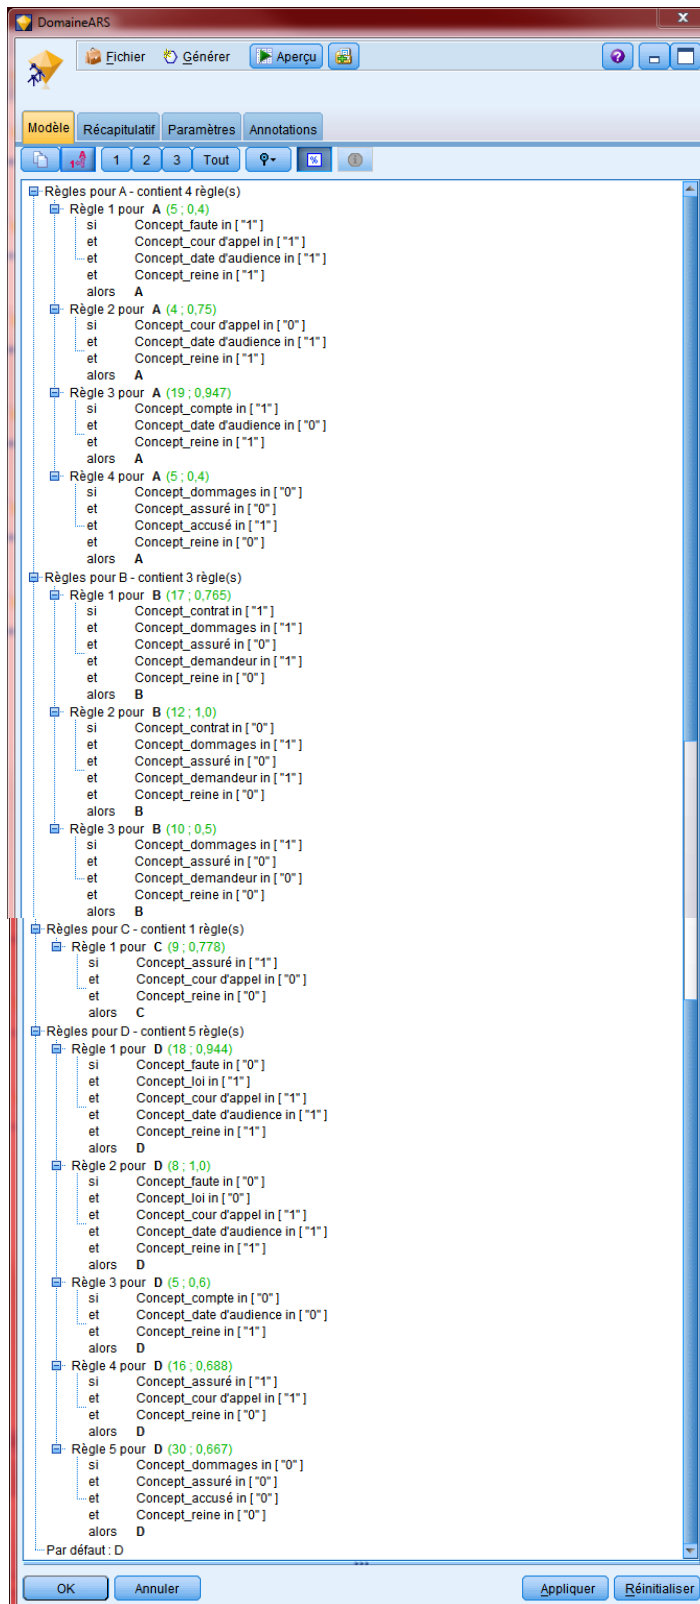 DomaineARS
x
Fichier Générer Aperçu
Modèle Récapitulatif Paramètres Annotations
1 2 3 Tout %
Règles pour A - contient 4 règle(s)
Règle 1 pour A (5 ; 0,4)
si Concept_faute in [ "1" ]
et Concept_cour d'appel in [ "1" ]
et Concept_date d'audience in [ "1" ]
et Concept_reine in [ "1" ]
alors A
Règle 2 pour A (4 ; 0,75)
si Concept_cour d'appel in [ "0" ]
et Concept_date d'audience in [ "1" ]
et Concept_reine in [ "1" ]
alors A
Règle 3 pour A (19 ; 0,947)
si Concept_compte in [ "1" ]
et Concept_date d'audience in [ "0" ]
et Concept_reine in [ "1" ]
alors A
Règle 4 pour A (5 ; 0,4)
si Concept_dommages in [ "0" ]
et Concept_assuré in [ "0" ]
et Concept_accusé in [ "1" ]
et Concept_reine in [ "0" ]
alors A
Règles pour B - contient 3 règle(s)
Règle 1 pour B (17 ; 0,765)
si Concept_contrat in [ "1" ]
et Concept_dommages in [ "1" ]
et Concept_assuré in [ "0" ]
et Concept_demandeur in [ "1" ]
et Concept_reine in [ "0" ]
alors B
Règle 2 pour B (12 ; 1,0)
si Concept_contrat in [ "0" ]
et Concept_dommages in [ "1" ]
et Concept_assuré in [ "0" ]
et Concept_demandeur in [ "1" ]
et Concept_reine in [ "0" ]
alors B
Règle 3 pour B (10 ; 0,5)
si Concept_dommages in [ "1" ]
et Concept_assuré in [ "0" ]
et Concept_demandeur in [ "0" ]
et Concept_reine in [ "0" ]
alors B
Règles pour C - contient 1 règle(s)
Règle 1 pour C (9 ; 0,778)
si Concept_assuré in [ "1" ]
et Concept_cour d'appel in [ "0" ]
et Concept_reine in [ "0" ]
alors C
Règles pour D - contient 5 règle(s)
Règle 1 pour D (18 ; 0,944)
si Concept_faute in [ "0" ]
et Concept_loi in [ "1" ]
et Concept_cour d'appel in [ "1" ]
et Concept_date d'audience in [ "1" ]
et Concept_reine in [ "1" ]
alors D
Règle 2 pour D (8 ; 1,0)
si Concept_faute in [ "0" ]
et Concept_loi in [ "0" ]
et Concept_cour d'appel in [ "1" ]
et Concept_date d'audience in [ "1" ]
et Concept_reine in [ "1" ]
alors D
Règle 3 pour D (5 ; 0,6)
si Concept_compte in [ "0" ]
et Concept_date d'audience in [ "0" ]
et Concept_reine in [ "1" ]
alors D
Règle 4 pour D (16 ; 0,688)
si Concept_assuré in [ "1" ]
et Concept_cour d'appel in [ "1" ]
et Concept_reine in [ "0" ]
alors D
Règle 5 pour D (30 ; 0,667)
si Concept_dommages in [ "0" ]
et Concept_assuré in [ "0" ]
et Concept_accusé in [ "0" ]
et Concept_reine in [ "0" ]
alors D
Par défaut : D
OK Annuler Appliquer Réinitialiser